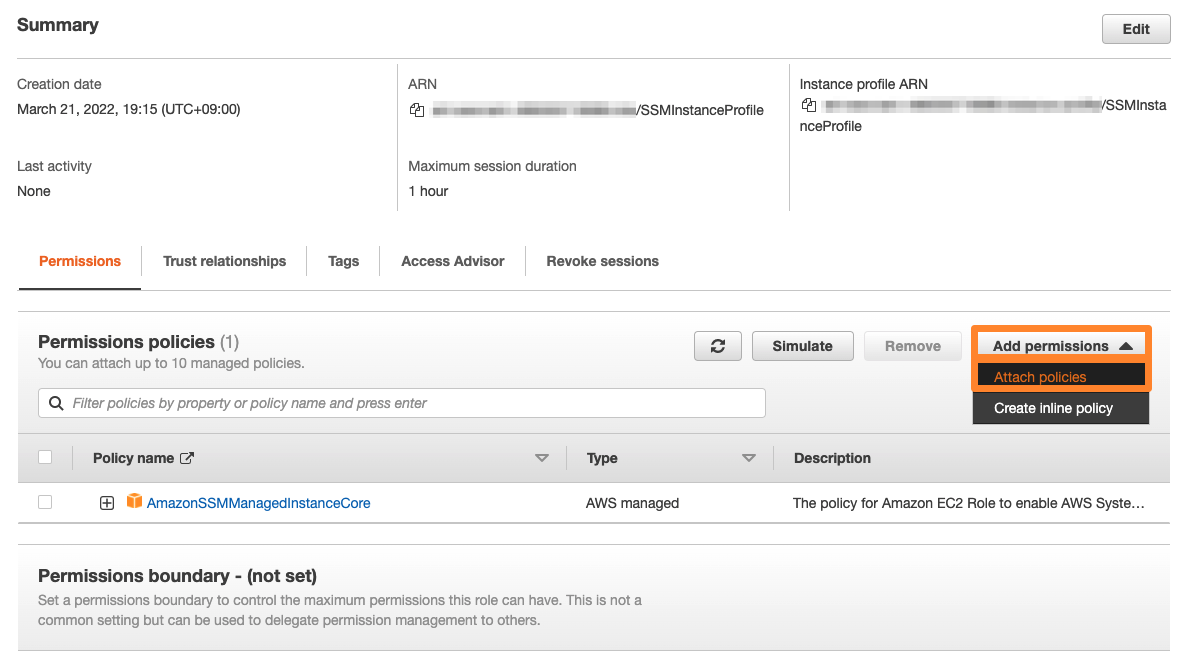 Summary
Edit
Creation date
March 21, 2022, 19:15 (UTC+09:00)
ARN
/SSMInstanceProfile
Instance profile ARN
/SSMInsta
nceProfile
Last activity
None
Maximum session duration
1 hour
Permissions
Trust relationships
Tags
Access Advisor
Revoke sessions
Permissions policies (1)
You can attach up to 10 managed policies.
Simulate
Remove
Add permissions
Attach policies
Create inline policy
Filter policies by property or policy name and press enter
Policy name
Type
Description
AmazonSSMManagedInstanceCore
AWS managed
The policy for Amazon EC2 Role to enable AWS Syste…
Permissions boundary - (not set)
Set a permissions boundary to control the maximum permissions this role can have. This is not a
common setting but can be used to delegate permission management to others.